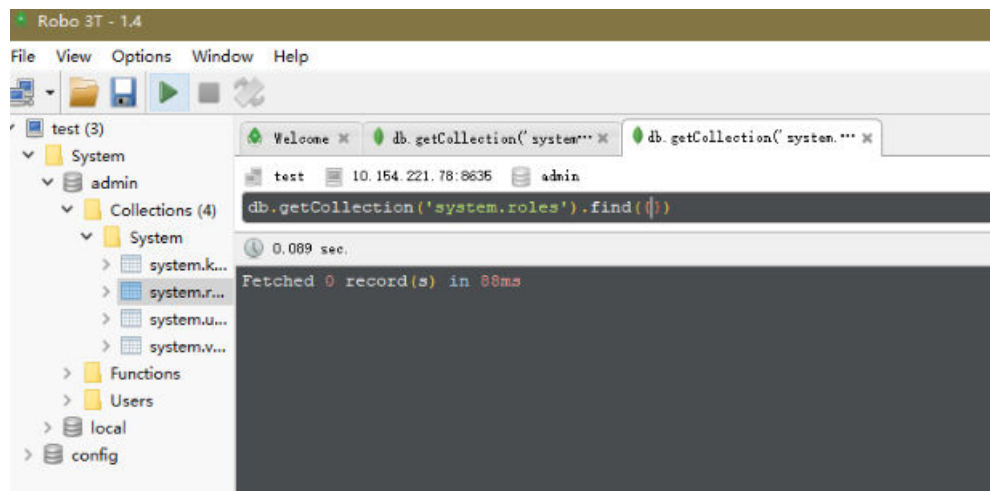 Robo 3T - 1.4
File View Options Window Help
test (3)
System
admin
Collections (4)
System
system.k...
system.r...
system.u...
system.v...
Functions
Users
local
config
Welcome × db.getCollection('system··· × db.getCollection('system.··· ×
test 10.154.221.78:8635 admin
db.getCollection('system.roles').find({})
0.089 sec.
Fetched 0 record(s) in 88ms